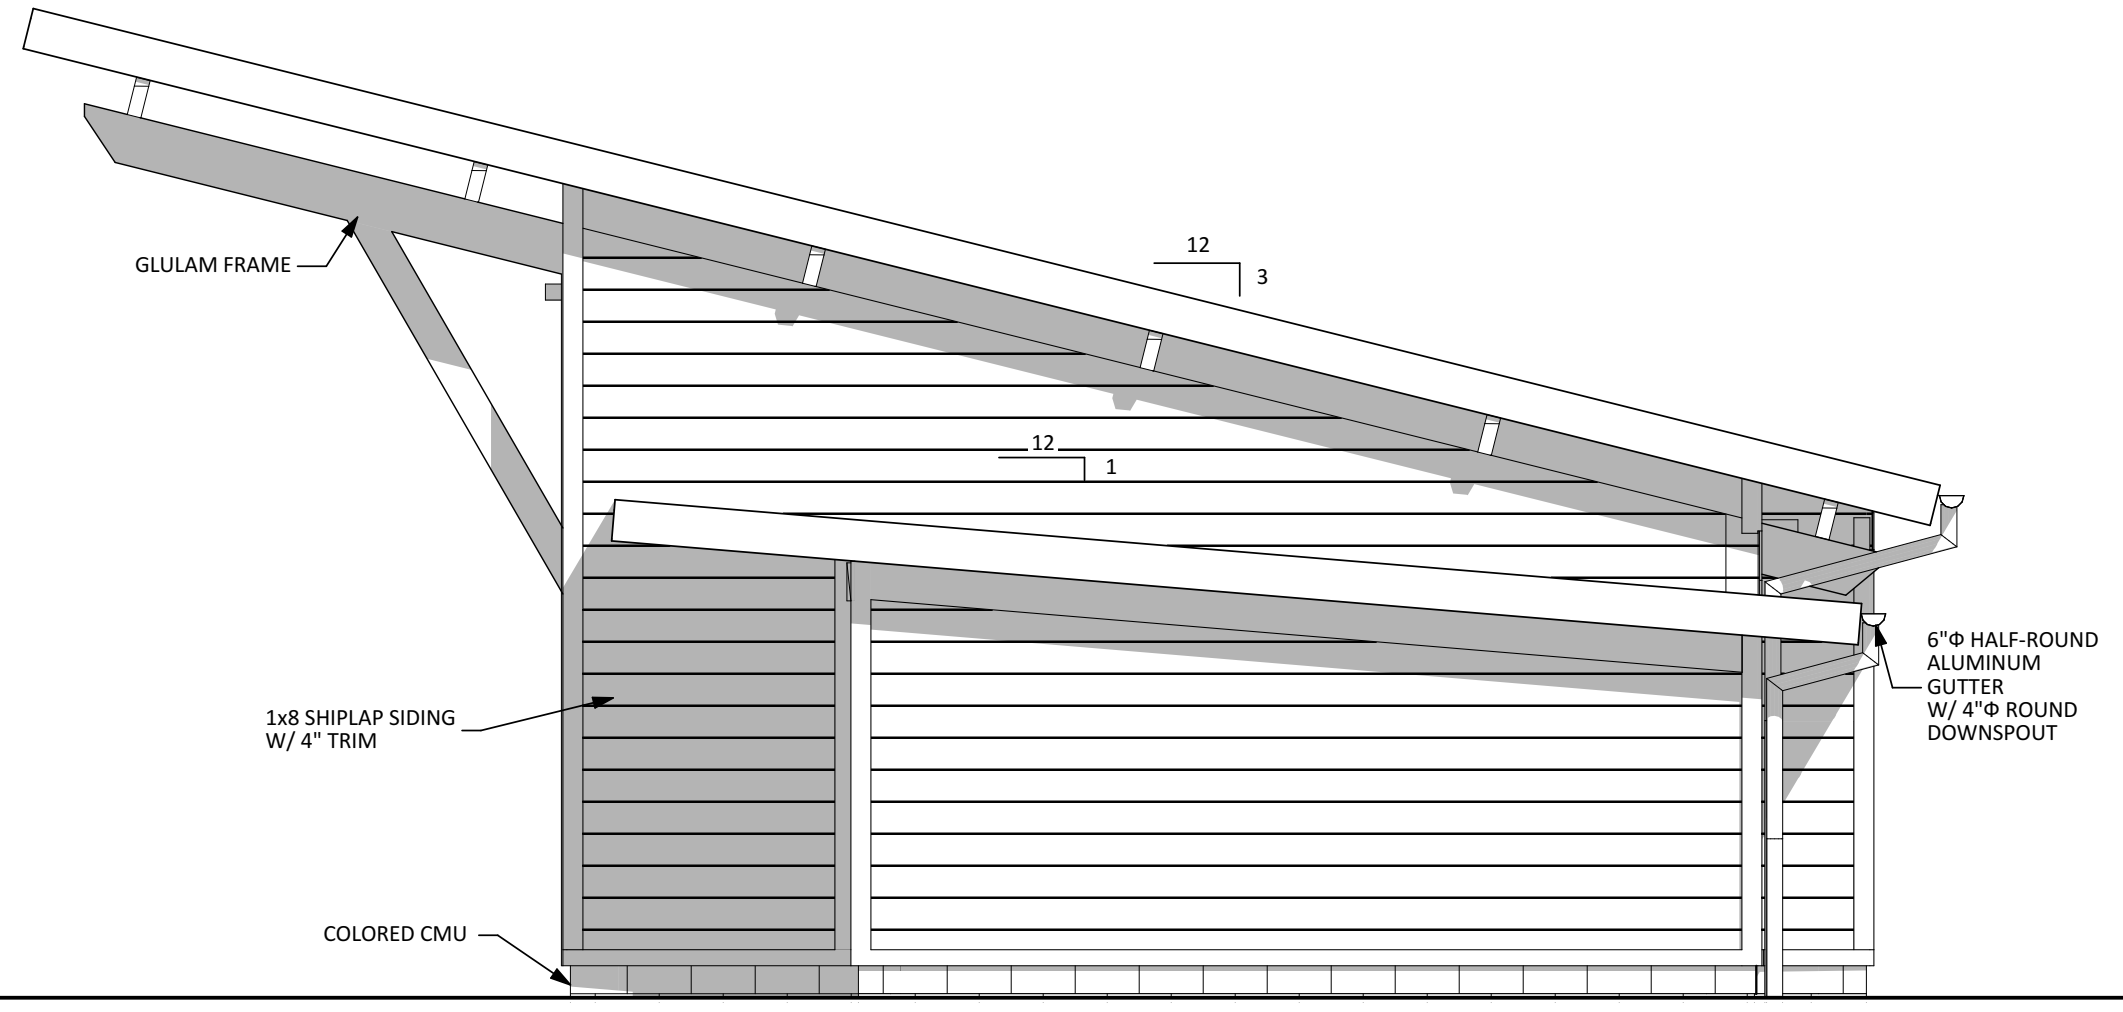 12
3
GLULAM FRAME
12
1
6"Φ HALF-ROUND
ALUMINUM
GUTTER
W/ 4"Φ ROUND
DOWNSPOUT
1x8 SHIPLAP SIDING
W/ 4" TRIM
COLORED CMU